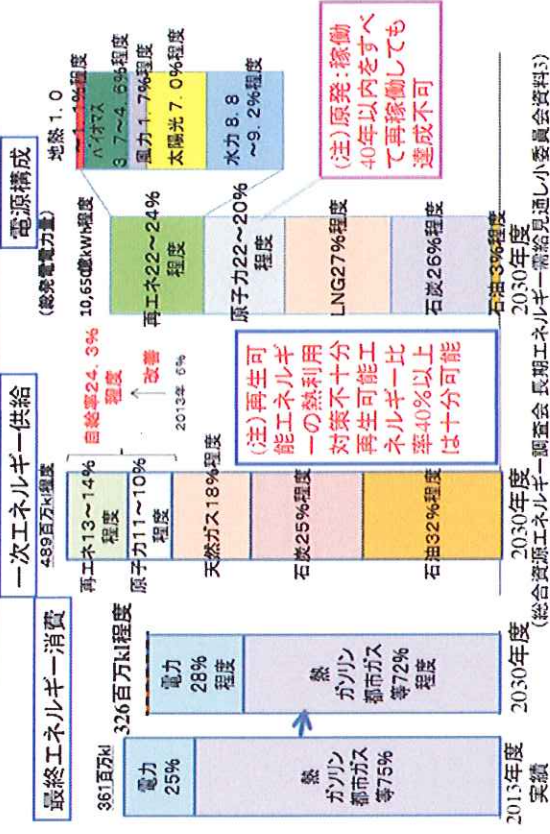 最終エネルギー消費
361百万kl
電力
25%
熱
ガソリン
都市ガス
等75%
2013年度
実績
326百万kl程度
電力
28%
程度
熱
ガソリン
都市ガス
等72%
程度
2030年度
一次エネルギー供給
489百万kl程度
再エネ13~14%
程度
原子力11~10%
程度
天然ガス18%程度
石炭25%程度
石油32%程度
2030年度
自給率24.3%
程度
改善
2013年 6%
(注)再生可
能エネルギ
ーの熱利用
対策不十分
再生可能エ
ネルギー比
率40%以上
は十分可能
電源構成
(総発電電力量)
10,650億kWh程度
再エネ22~24%
程度
原子力22~20%
程度
LNG27%程度
石炭26%程度
石油 3%程度
2030年度
地熱 1.0
~1.1%程度
バイオマス
3.7~4.6%程度
風力 1.7%程度
太陽光 7.0%程度
水力 8.8
~9.2%程度
(注)原発:稼働
40年以内をすべ
て再稼働しても
達成不可
(総合資源エネルギー調査会 長期エネルギー需給見通し小委員会資料3)